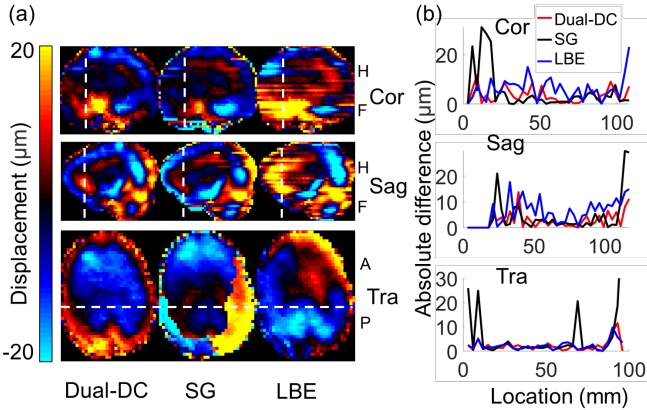 (a)
20
Displacement (µm)
-20
H
F
Cor
H
F
Sag
A
P
Tra
Dual-DC
SG
LBE
(b)
Absolute difference (µm)
Cor
Dual-DC
SG
LBE
20
0
0
50
100
Sag
20
10
0
0
50
100
Tra
30
20
10
0
0
50
100
Location (mm)